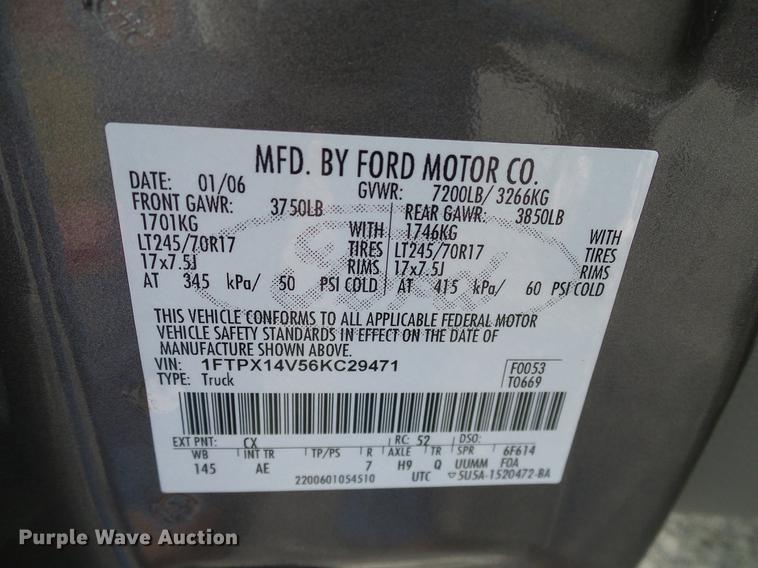 MFD. BY FORD MOTOR CO.
DATE: 01/06 GVWR: 7200LB/ 3266KG
FRONT GAWR: 3750LB REAR GAWR: 3850LB
1701KG WITH 1746KG WITH
LT245/70R17 TIRES LT245/70R17 TIRES
17x7.5J RIMS 17x7.5J RIMS
AT 345 kPa/ 50 PSI COLD AT 415 kPa/ 60 PSI COLD
Ford
THIS VEHICLE CONFORMS TO ALL APPLICABLE FEDERAL MOTOR
VEHICLE SAFETY STANDARDS IN EFFECT ON THE DATE OF
MANUFACTURE SHOWN ABOVE.
VIN: 1FTPX14V56KC29471 F0053
TYPE: Truck T0669
EXT PNT: CX RC: 52 DSO:
WB INT TR TP/PS R AXLE TR SPR 6F614
145 AE 7 H9 Q UUMM FOA
2200601054510 UTC 5U5A-1520472-BA
Purple Wave Auction